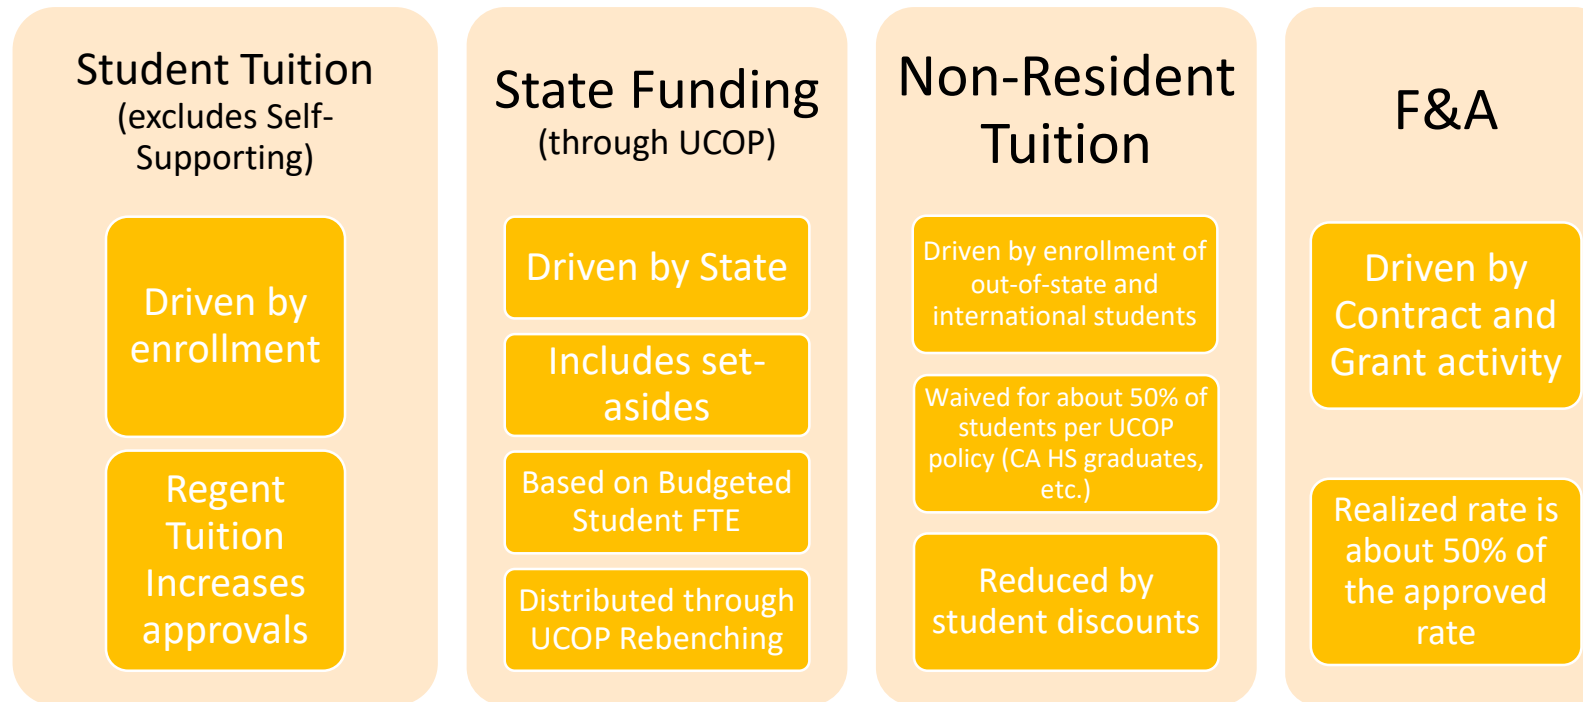 Student Tuition
(excludes Self-
Supporting)
Driven by
enrollment
Regent
Tuition
Increases
approvals
State Funding
(through UCOP)
Driven by State
Includes set-
asides
Based on Budgeted
Student FTE
Distributed through
UCOP Rebenching
Non-Resident
Tuition
Driven by enrollment of
out-of-state and
international students
Waived for about 50% of
students per UCOP
policy (CA HS graduates,
etc.)
Reduced by
student discounts
F&A
Driven by
Contract and
Grant activity
Realized rate is
about 50% of
the approved
rate